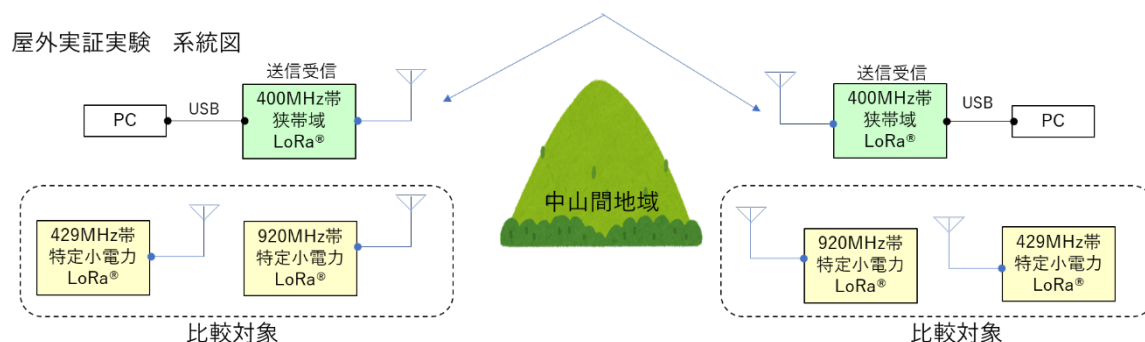 屋外実証実験　系統図
送信受信
400MHz帯
狭帯域
LoRa®
PC
USB
送信受信
400MHz帯
狭帯域
LoRa®
USB
PC
中山間地域
429MHz帯
特定小電力
LoRa®
920MHz帯
特定小電力
LoRa®
比較対象
920MHz帯
特定小電力
LoRa®
429MHz帯
特定小電力
LoRa®
比較対象